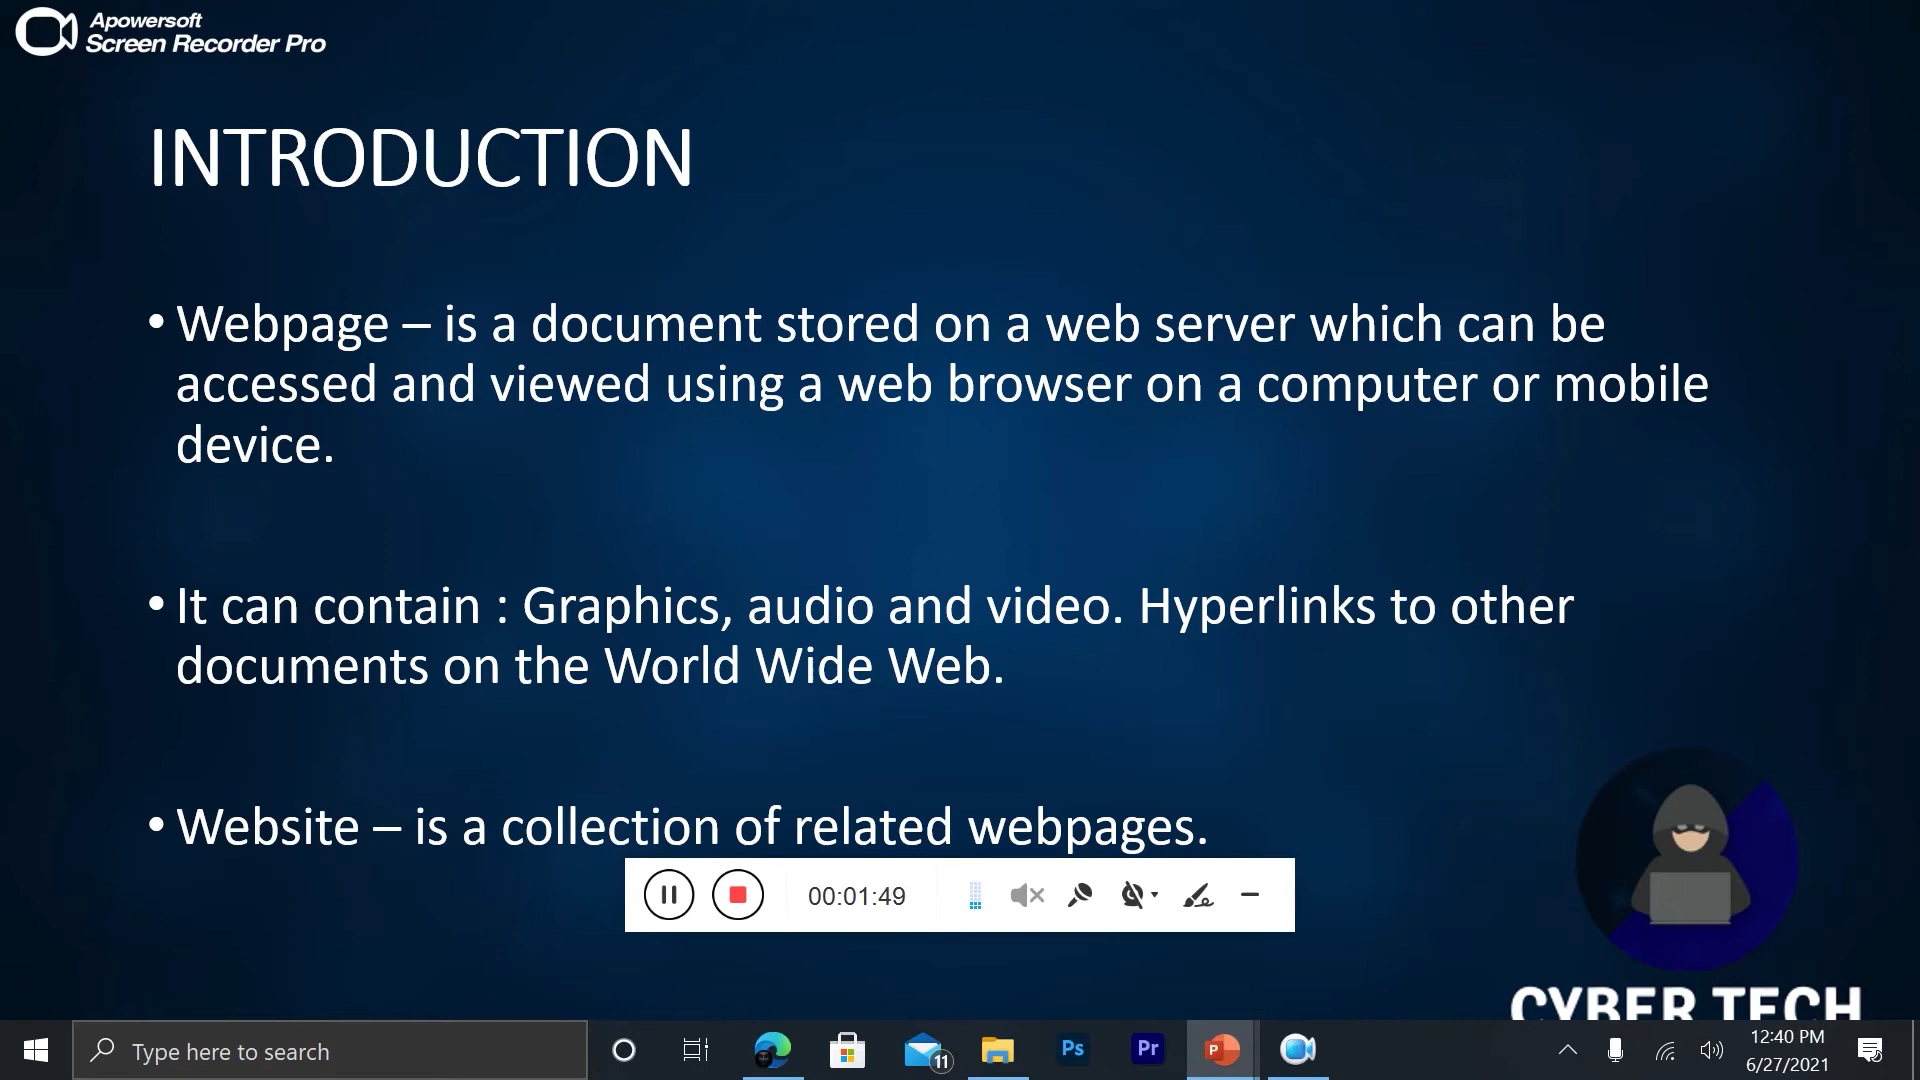 Apowersoft
Screen Recorder Pro
INTRODUCTION
• Webpage – is a document stored on a web server which can be
accessed and viewed using a web browser on a computer or mobile
device.
• It can contain : Graphics, audio and video. Hyperlinks to other
documents on the World Wide Web.
• Website – is a collection of related webpages.
00:01:49
CYBER TECH
Type here to search
11
Ps
Pr
P
12:40 PM
6/27/2021